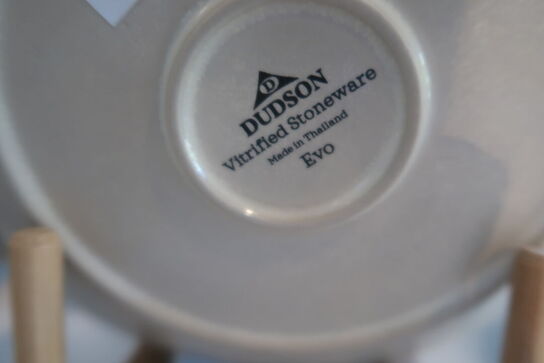 D
DUDSON
Vitrified Stoneware
Made in Thailand
Evo